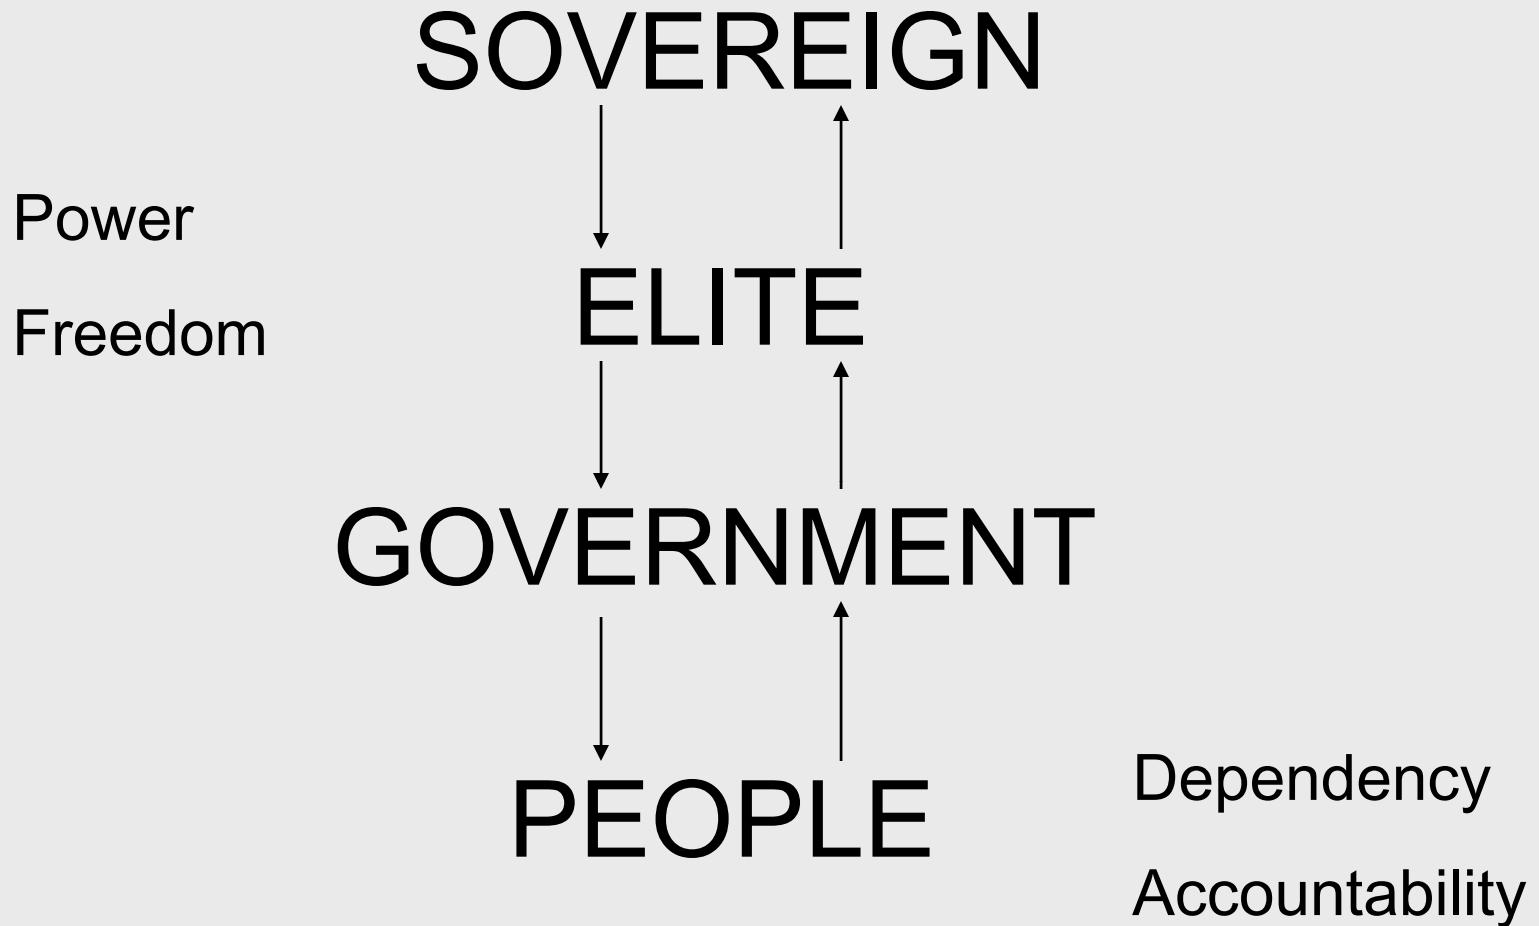 SOVEREIGN
Power
ELITE
Freedom
GOVERNMENT
PEOPLE
Dependency
Accountability